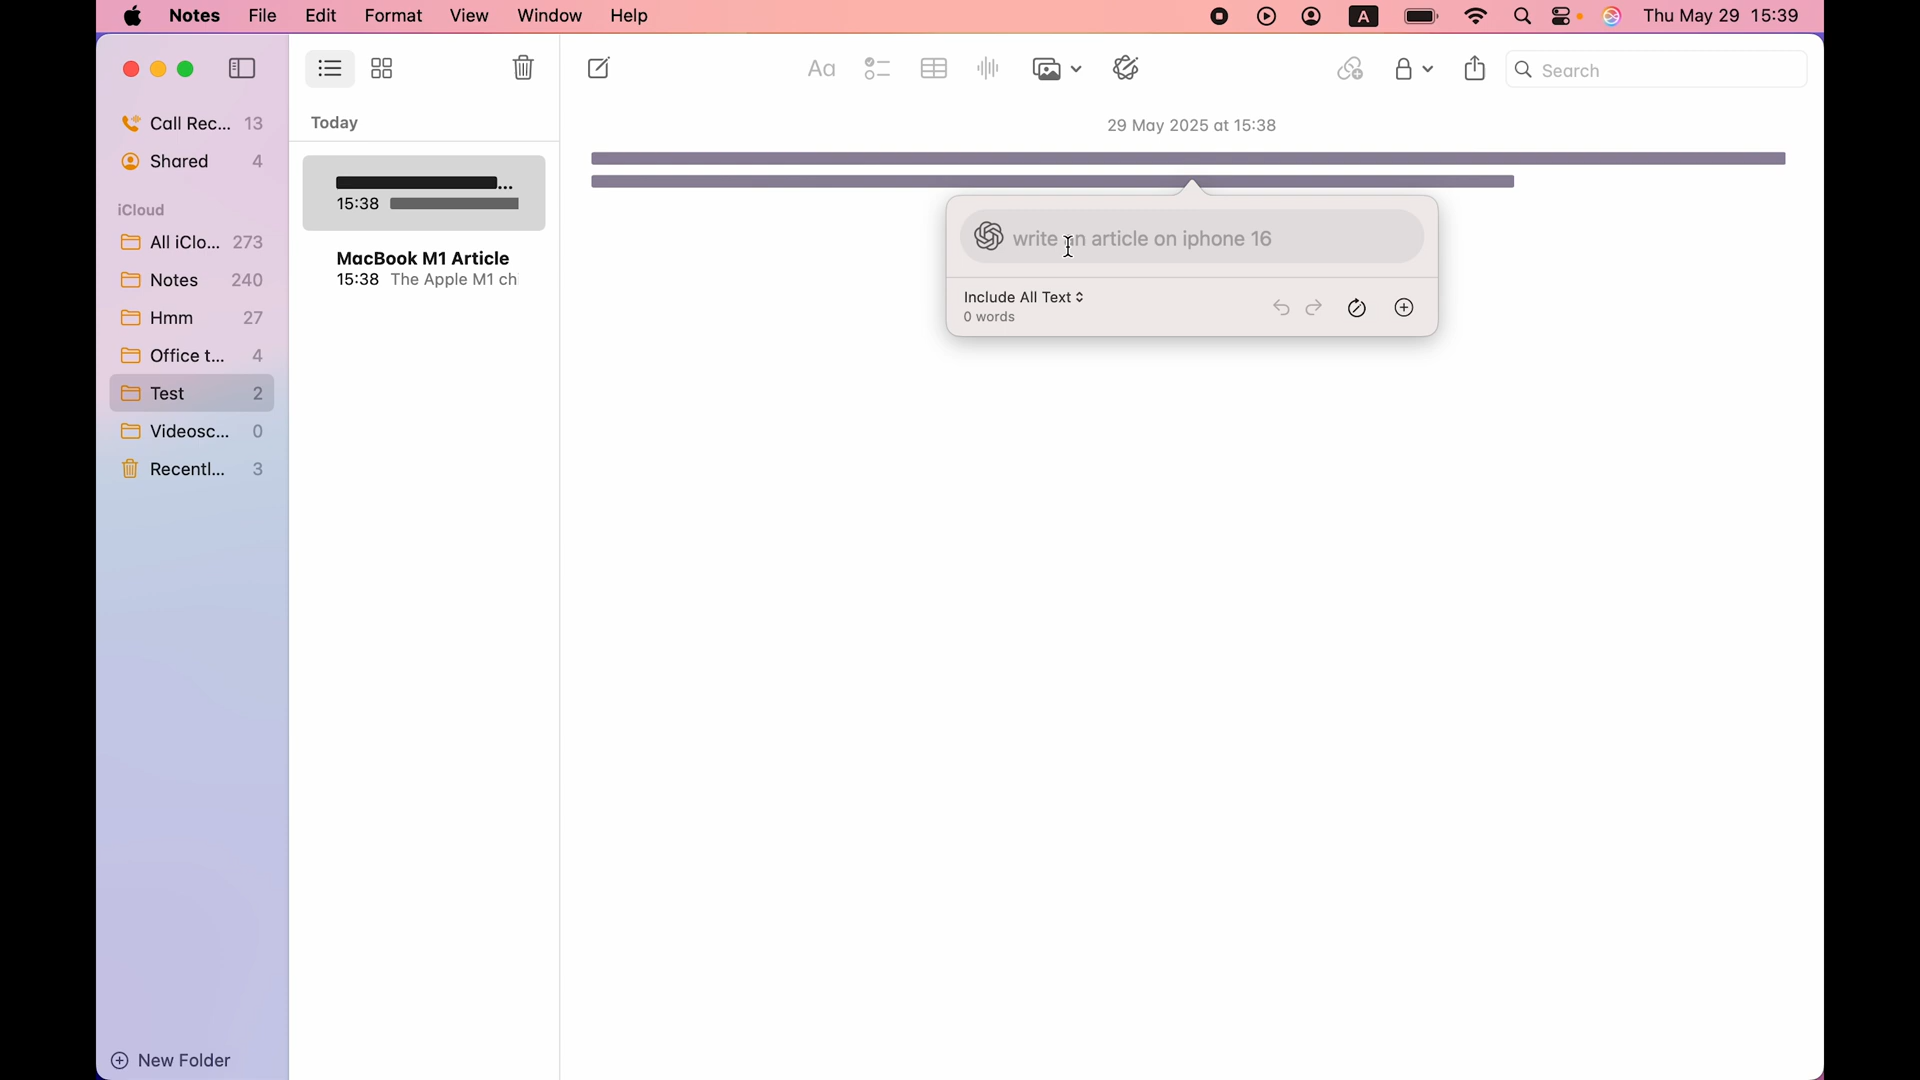 Notes File Edit Format View Window Help A Thu May 29 15:39
Search
Call Rec... 13
Shared 4
iCloud
All iClo... 273
Notes 240
Hmm 27
Office t... 4
Test 2
Videosc... 0
Recentl... 3
New Folder
Today
...
15:38
MacBook M1 Article
15:38 The Apple M1 ch
Aa
29 May 2025 at 15:38
write an article on iphone 16
Include All Text
0 words